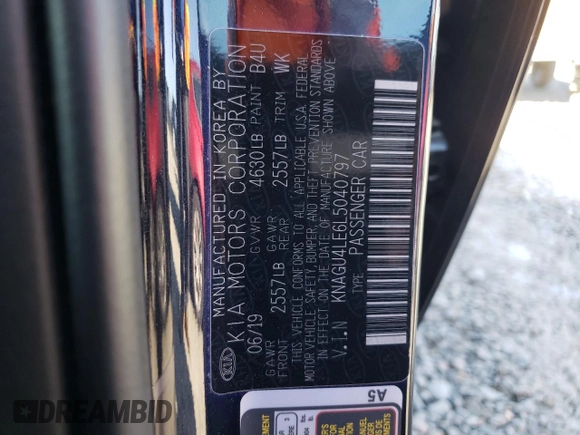 MANUFACTURED IN KOREA BY
KIA MOTORS CORPORATION
06/19 GVWR 4630LB PAINT B4U
GAWR FRONT 2557LB GAWR REAR 2557LB TRIM WK
THIS VEHICLE CONFORMS TO ALL APPLICABLE U.S.A. FEDERAL
MOTOR VEHICLE SAFETY, BUMPER, AND THEFT PREVENTION STANDARDS
IN EFFECT ON THE DATE OF MANUFACTURE SHOWN ABOVE.
V.I.N KNAGU4LE6L5040797
TYPE: PASSENGER CAR
KIA
A5
DREAMBID